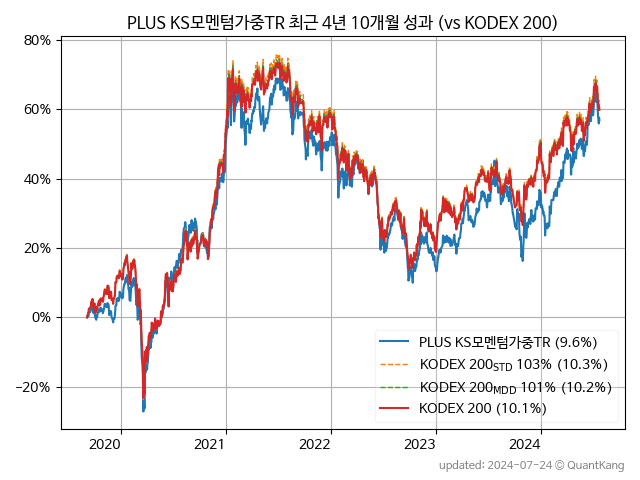 PLUS KS모멘텀가중TR 최근 4년 10개월 성과 (vs KODEX 200)
80%
60%
40%
20%
0%
−20%
PLUS KS모멘텀가중TR (9.6%)
KODEX 200STD 103% (10.3%)
KODEX 200MDD 101% (10.2%)
KODEX 200 (10.1%)
2020 2021 2022 2023 2024
updated: 2024-07-24 © QuantKang